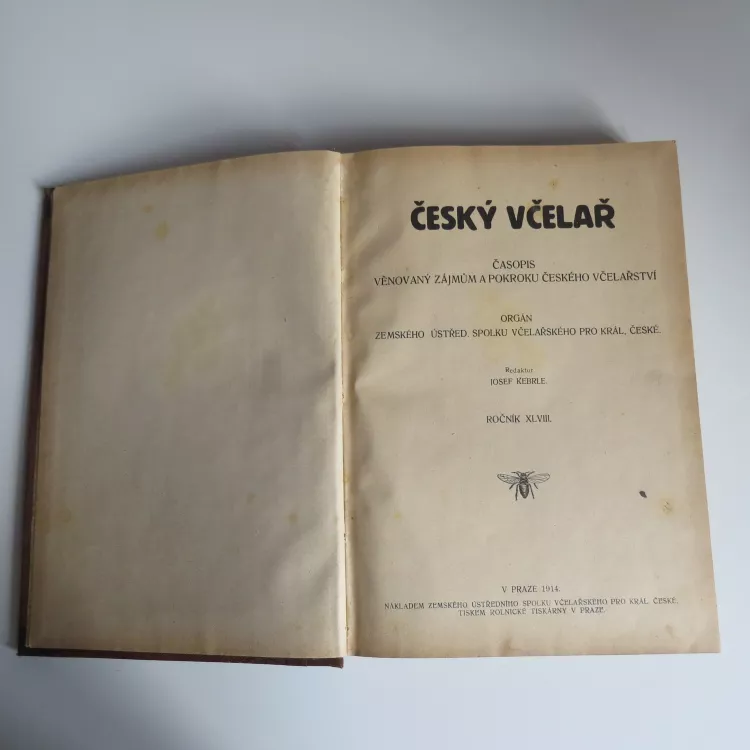 ČESKÝ VČELAŘ
ČASOPIS
VĚNOVANÝ ZÁJMŮM A POKROKU ČESKÉHO VČELAŘSTVÍ
ORGÁN
ZEMSKÉHO ÚSTŘED. SPOLKU VČELAŘSKÉHO PRO KRÁL. ČESKÉ.
Redaktor
JOSEF KEBRLE.
ROČNÍK XLVIII.
V PRAZE 1914.
NÁKLADEM ZEMSKÉHO ÚSTŘEDNÍHO SPOLKU VČELAŘSKÉHO PRO KRÁL. ČESKÉ.
TISKEM ROLNICKÉ TISKÁRNY V PRAZE.